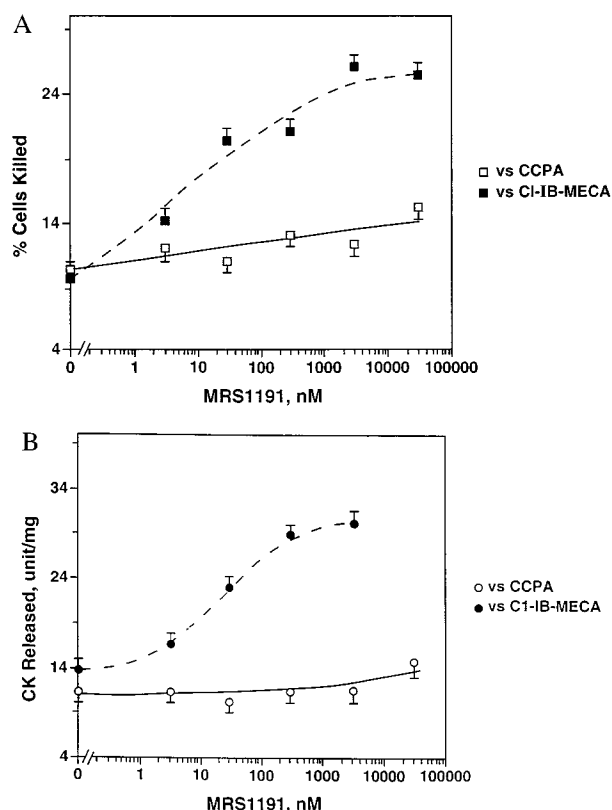 A
% Cells Killed
24
14
4
0
1
10
100
1000
10000
100000
MRS1191, nM
vs CCPA
vs Cl-IB-MECA
B
CK Released, unit/mg
34
24
14
4
0
1
10
100
1000
10000
100000
MRS1191, nM
vs CCPA
vs C1-IB-MECA